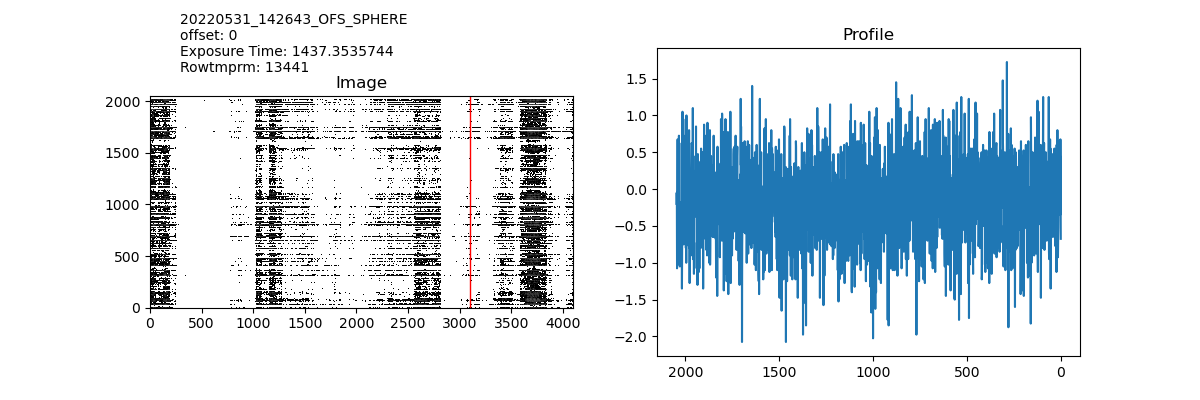 20220531_142643_OFS_SPHERE
offset: 0
Exposure Time: 1437.3535744
Rowtmprm: 13441
Image
2000
1500
1000
500
0
0 500 1000 1500 2000 2500 3000 3500 4000
Profile
1.5
1.0
0.5
0.0
−0.5
−1.0
−1.5
−2.0
2000 1500 1000 500 0